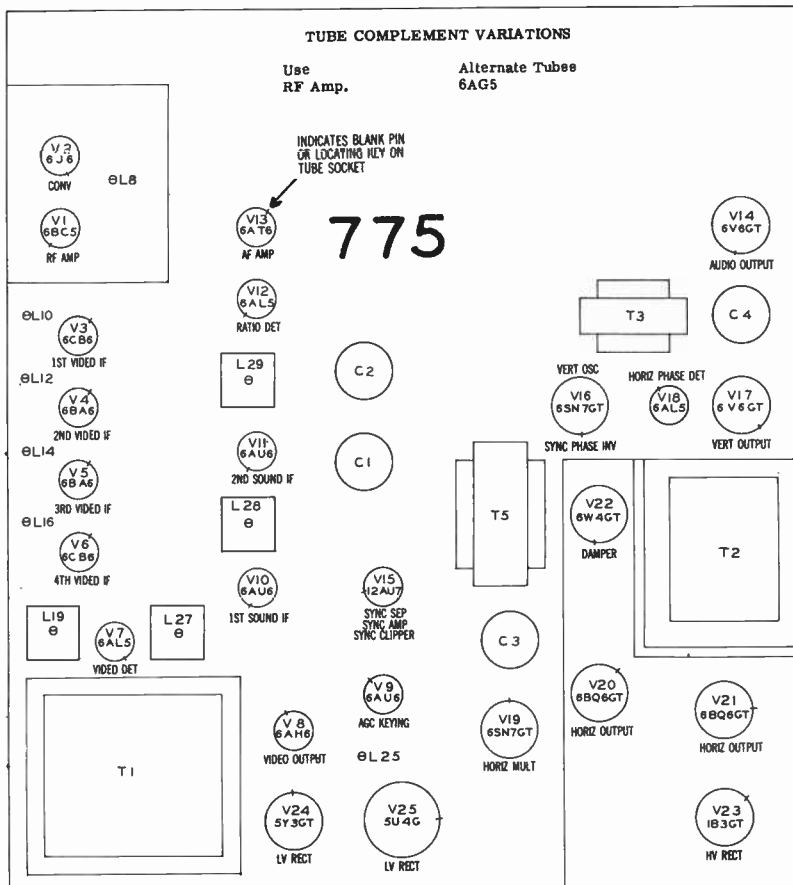 TUBE COMPLEMENT VARIATIONS
Use Alternate Tubes
RF Amp. 6AG5
INDICATES BLANK PIN
OR LOCATING KEY ON
TUBE SOCKET
775
V2
6J6
CONV
ΘL8
V1
6BC5
RF AMP
V13
6AT6
AF AMP
V14
6V6GT
AUDIO OUTPUT
V12
6AL5
RATIO DET
T3
C4
ΘL10
V3
6CB6
1ST VIDEO IF
L29
Θ
C2
VERT OSC
V16
6SN7GT
SYNC PHASE INV
HORIZ PHASE DET
V18
6AL5
V17
6V6GT
VERT OUTPUT
ΘL12
V4
6BA6
2ND VIDEO IF
V11
6AU6
2ND SOUND IF
C1
ΘL14
V5
6BA6
3RD VIDEO IF
L28
Θ
T5
V22
6W4GT
DAMPER
T2
ΘL16
V6
6CB6
4TH VIDEO IF
V10
6AU6
1ST SOUND IF
V15
12AU7
SYNC SEP
SYNC AMP
SYNC CLIPPER
L19
Θ
V7
6AL5
VIDEO DET
L27
Θ
C3
V9
6AU6
AGC KEYING
V20
6BQ6GT
HORIZ OUTPUT
V21
6BQ6GT
HORIZ OUTPUT
T1
V8
6AH6
VIDEO OUTPUT
ΘL25
V19
6SN7GT
HORIZ MULT
V24
5Y3GT
LV RECT
V25
5U4G
LV RECT
V23
1B3GT
HV RECT